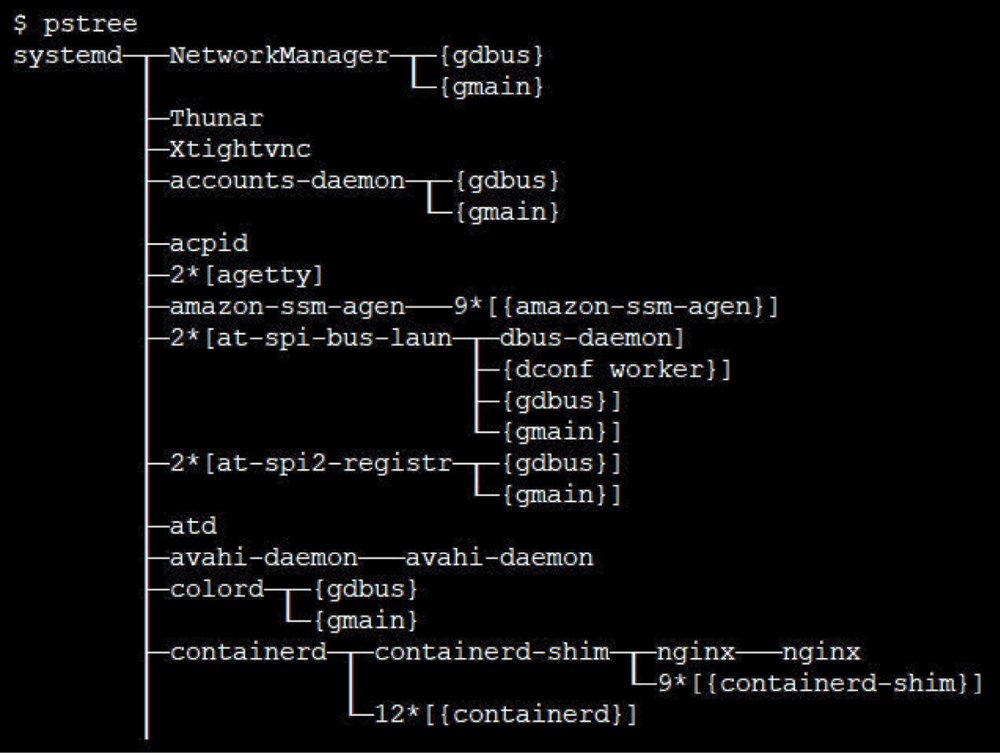 $ pstree
systemd─┬─NetworkManager─┬─{gdbus}
        │                └─{gmain}
        ├─Thunar
        ├─Xtightvnc
        ├─accounts-daemon─┬─{gdbus}
        │                 └─{gmain}
        ├─acpid
        ├─2*[agetty]
        ├─amazon-ssm-agen───9*[{amazon-ssm-agen}]
        ├─2*[at-spi-bus-laun─┬─dbus-daemon]
        │                    ├─{dconf worker}]
        │                    ├─{gdbus}]
        │                    └─{gmain}]
        ├─2*[at-spi2-registr─┬─{gdbus}]
        │                    └─{gmain}]
        ├─atd
        ├─avahi-daemon───avahi-daemon
        ├─colord─┬─{gdbus}
        │        └─{gmain}
        ├─containerd─┬─containerd-shim─┬─nginx───nginx
        │            │                 └─9*[{containerd-shim}]
        │            └─12*[{containerd}]